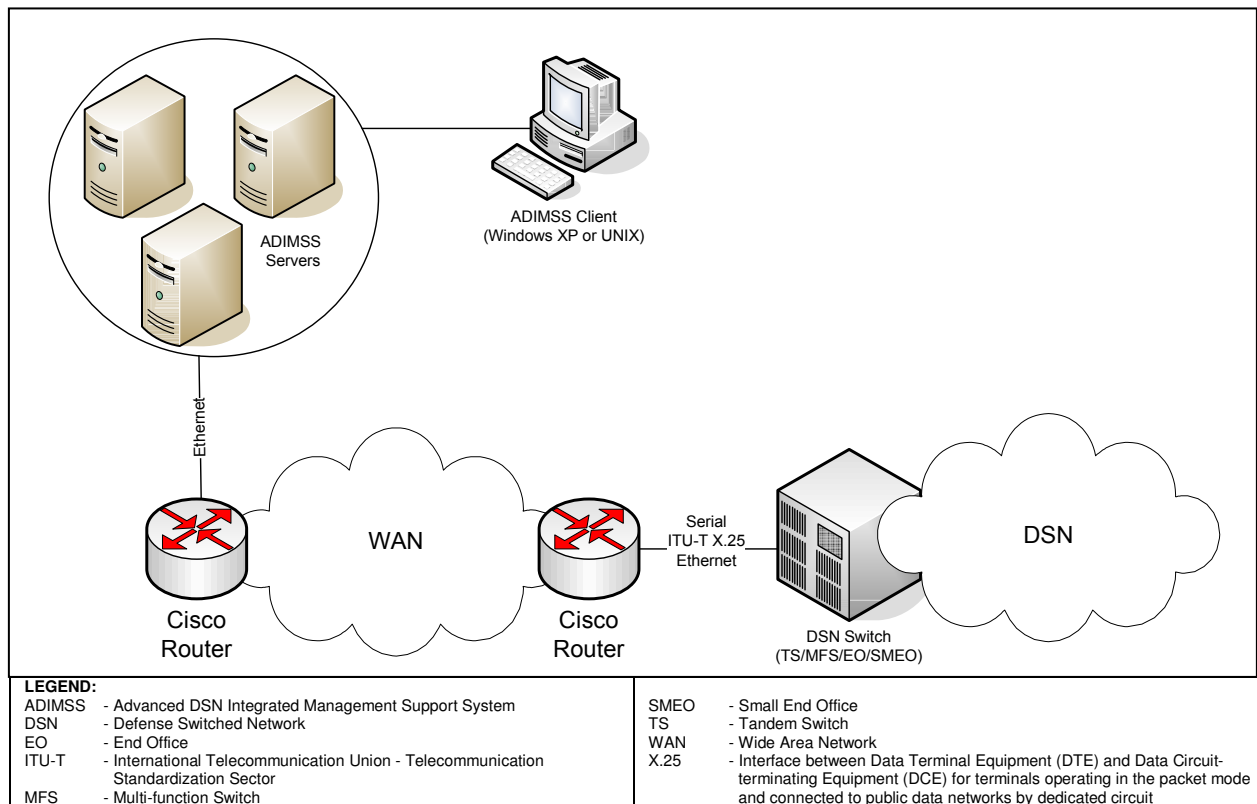 ADIMSS
Servers
ADIMSS Client
(Windows XP or UNIX)
Ethernet
WAN
Cisco
Router
Cisco
Router
Serial
ITU-T X.25
Ethernet
DSN Switch
(TS/MFS/EO/SMEO)
DSN
LEGEND:
ADIMSS - Advanced DSN Integrated Management Support System
DSN - Defense Switched Network
EO - End Office
ITU-T - International Telecommunication Union - Telecommunication
Standardization Sector
MFS - Multi-function Switch
SMEO - Small End Office
TS - Tandem Switch
WAN - Wide Area Network
X.25 - Interface between Data Terminal Equipment (DTE) and Data Circuit-
terminating Equipment (DCE) for terminals operating in the packet mode
and connected to public data networks by dedicated circuit